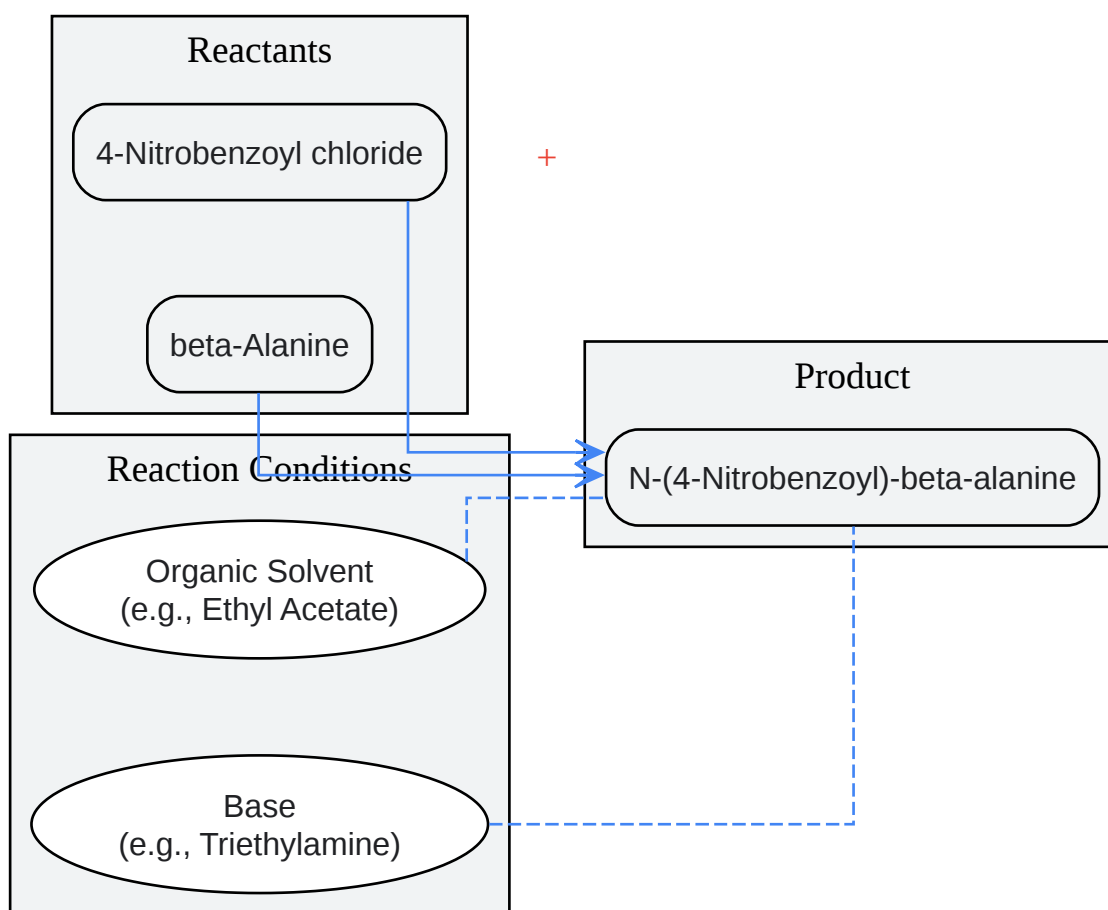 Reactants
4-Nitrobenzoyl chloride
+
beta-Alanine
Product
N-(4-Nitrobenzoyl)-beta-alanine
Reaction Conditions
Organic Solvent
(e.g., Ethyl Acetate)
Base
(e.g., Triethylamine)